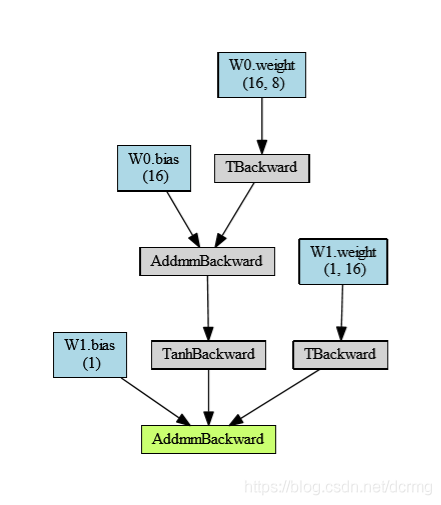 W0.weight
(16, 8)
W0.bias
(16)
TBackward
AddmmBackward
W1.weight
(1, 16)
W1.bias
(1)
TanhBackward
TBackward
AddmmBackward
https://blog.csdn.net/dcrmg